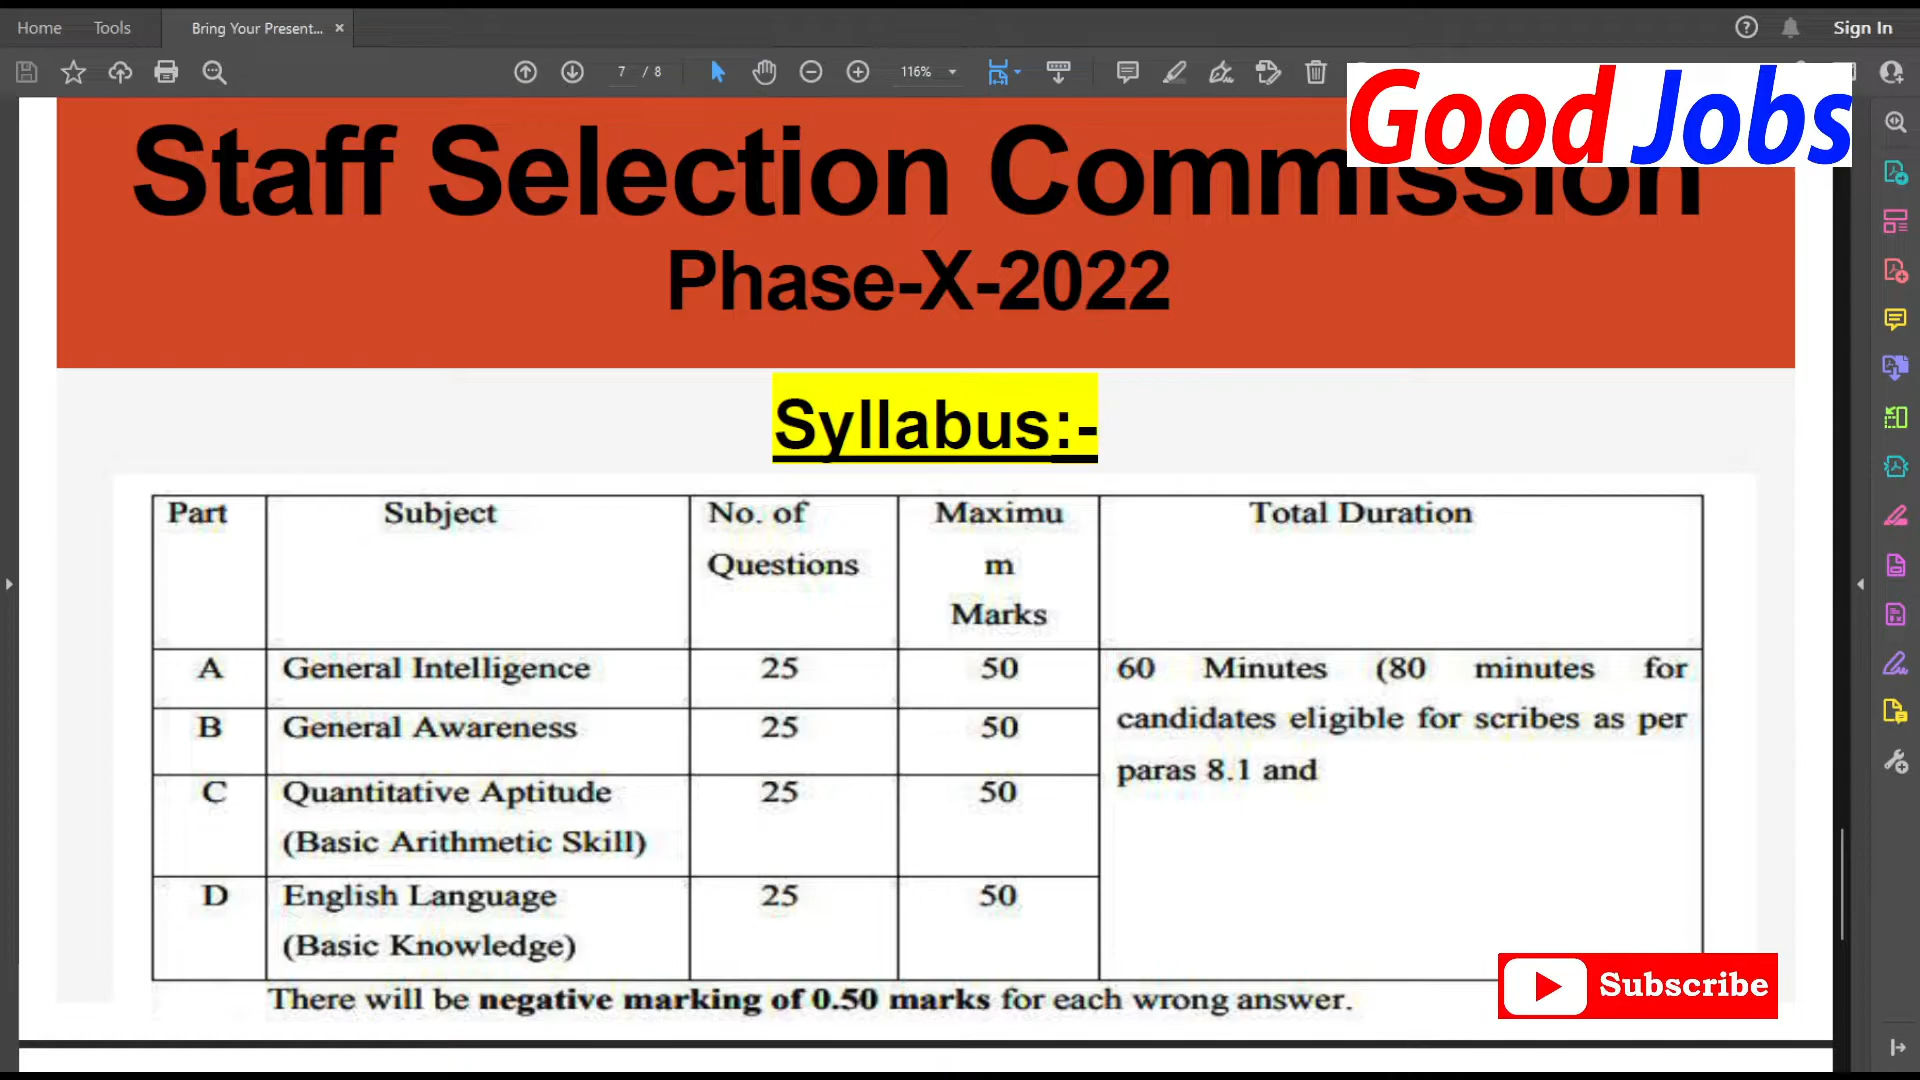 Home Tools Bring Your Present... × Sign In
7 / 8 116%
Good Jobs
Staff Selection Commission
Phase-X-2022
Syllabus:-
Part Subject No. of Maximu Total Duration
Questions m
Marks
A General Intelligence 25 50 60 Minutes (80 minutes for
B General Awareness 25 50 candidates eligible for scribes as per
C Quantitative Aptitude 25 50 paras 8.1 and
(Basic Arithmetic Skill)
D English Language 25 50
(Basic Knowledge)
There will be negative marking of 0.50 marks for each wrong answer.
Subscribe